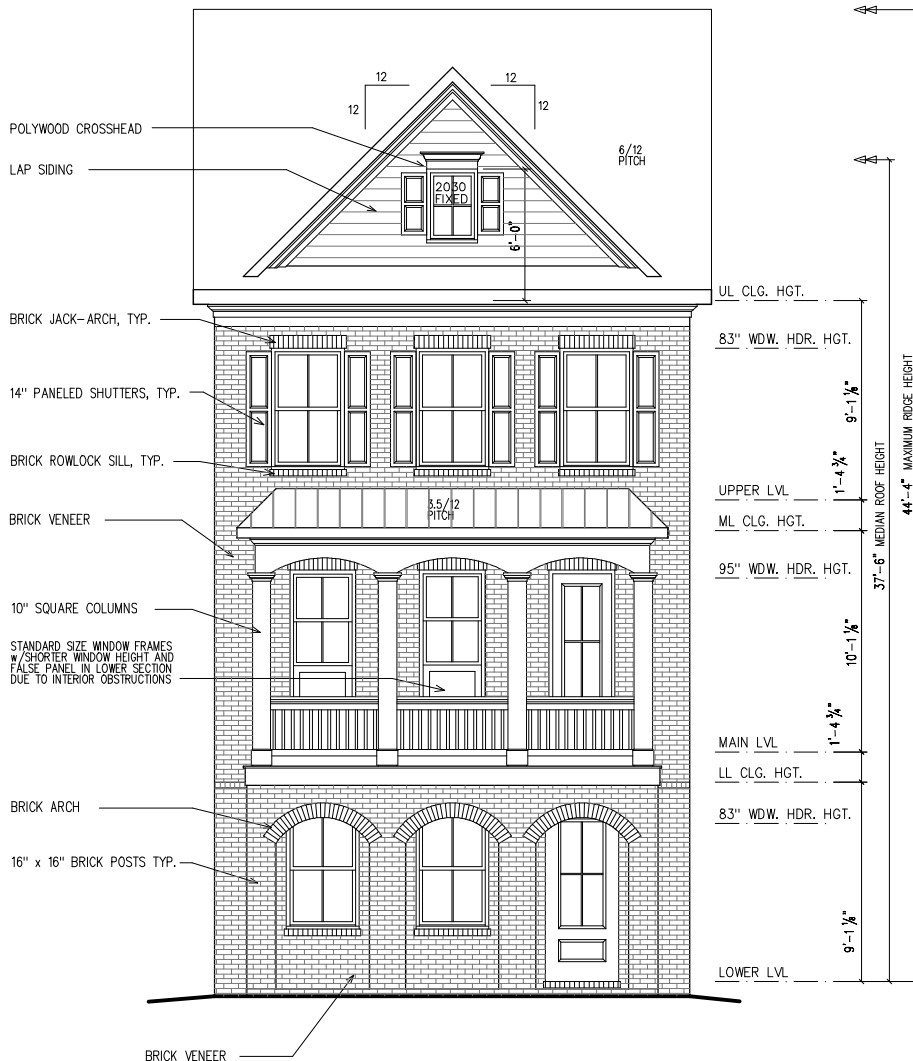 12
12
12
12
POLYWOOD CROSSHEAD
6/12
PITCH
LAP SIDING
2030
FIXED
6'-0"
UL CLG. HGT.
BRICK JACK-ARCH, TYP.
83" WDW. HDR. HGT.
14" PANELED SHUTTERS, TYP.
9'-1 1/8"
44'-4" MAXIMUM RIDGE HEIGHT
BRICK ROWLOCK SILL, TYP.
1'-4 3/4"
UPPER LVL
3.5/12
PITCH
BRICK VENEER
ML CLG. HGT.
37'-6" MEDIAN ROOF HEIGHT
95" WDW. HDR. HGT.
10" SQUARE COLUMNS
10'-1 1/8"
STANDARD SIZE WINDOW FRAMES
w/SHORTER WINDOW HEIGHT AND
FALSE PANEL IN LOWER SECTION
DUE TO INTERIOR OBSTRUCTIONS
1'-4 3/4"
MAIN LVL
LL CLG. HGT.
BRICK ARCH
83" WDW. HDR. HGT.
16" x 16" BRICK POSTS TYP.
9'-1 1/8"
LOWER LVL
BRICK VENEER